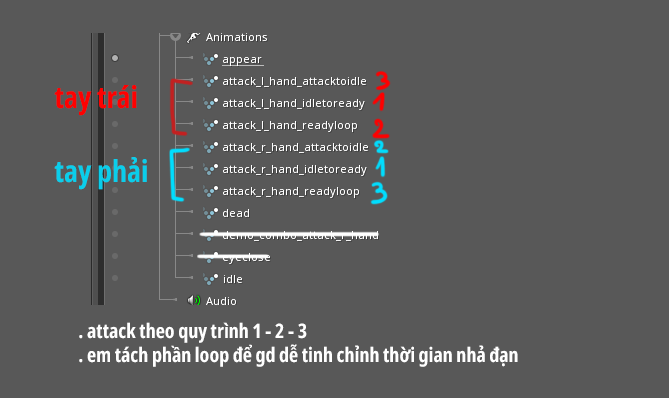 Animations
appear
attack_l_hand_attacktoidle 3
tay trái
attack_l_hand_idletoready 1
attack_l_hand_readyloop 2
attack_r_hand_attacktoidle 2
tay phải
attack_r_hand_idletoready 1
attack_r_hand_readyloop 3
dead
demo_combo_attack_r_hand
eyeclose
idle
Audio
. attack theo quy trình 1 - 2 - 3
. em tách phần loop để gd dễ tinh chỉnh thời gian nhả đạn